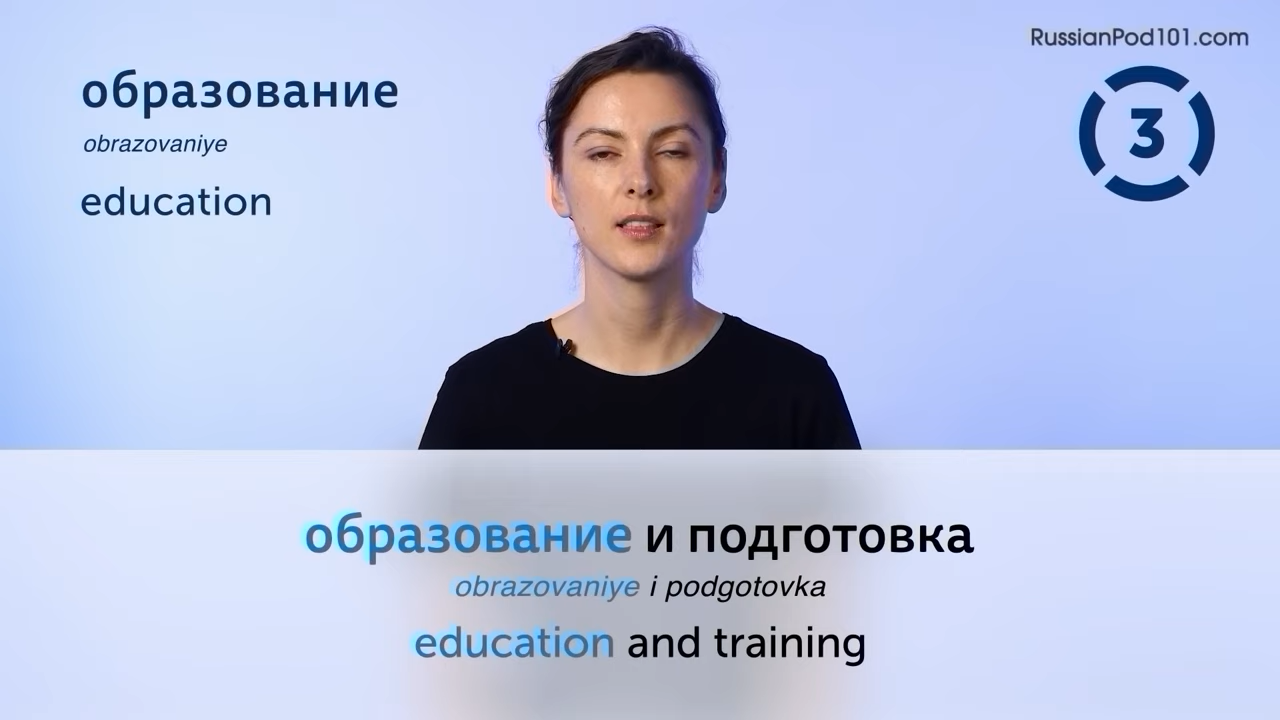 RussianPod101.com
образование
obrazovaniye
education
3
образование и подготовка
obrazovaniye i podgotovka
education and training